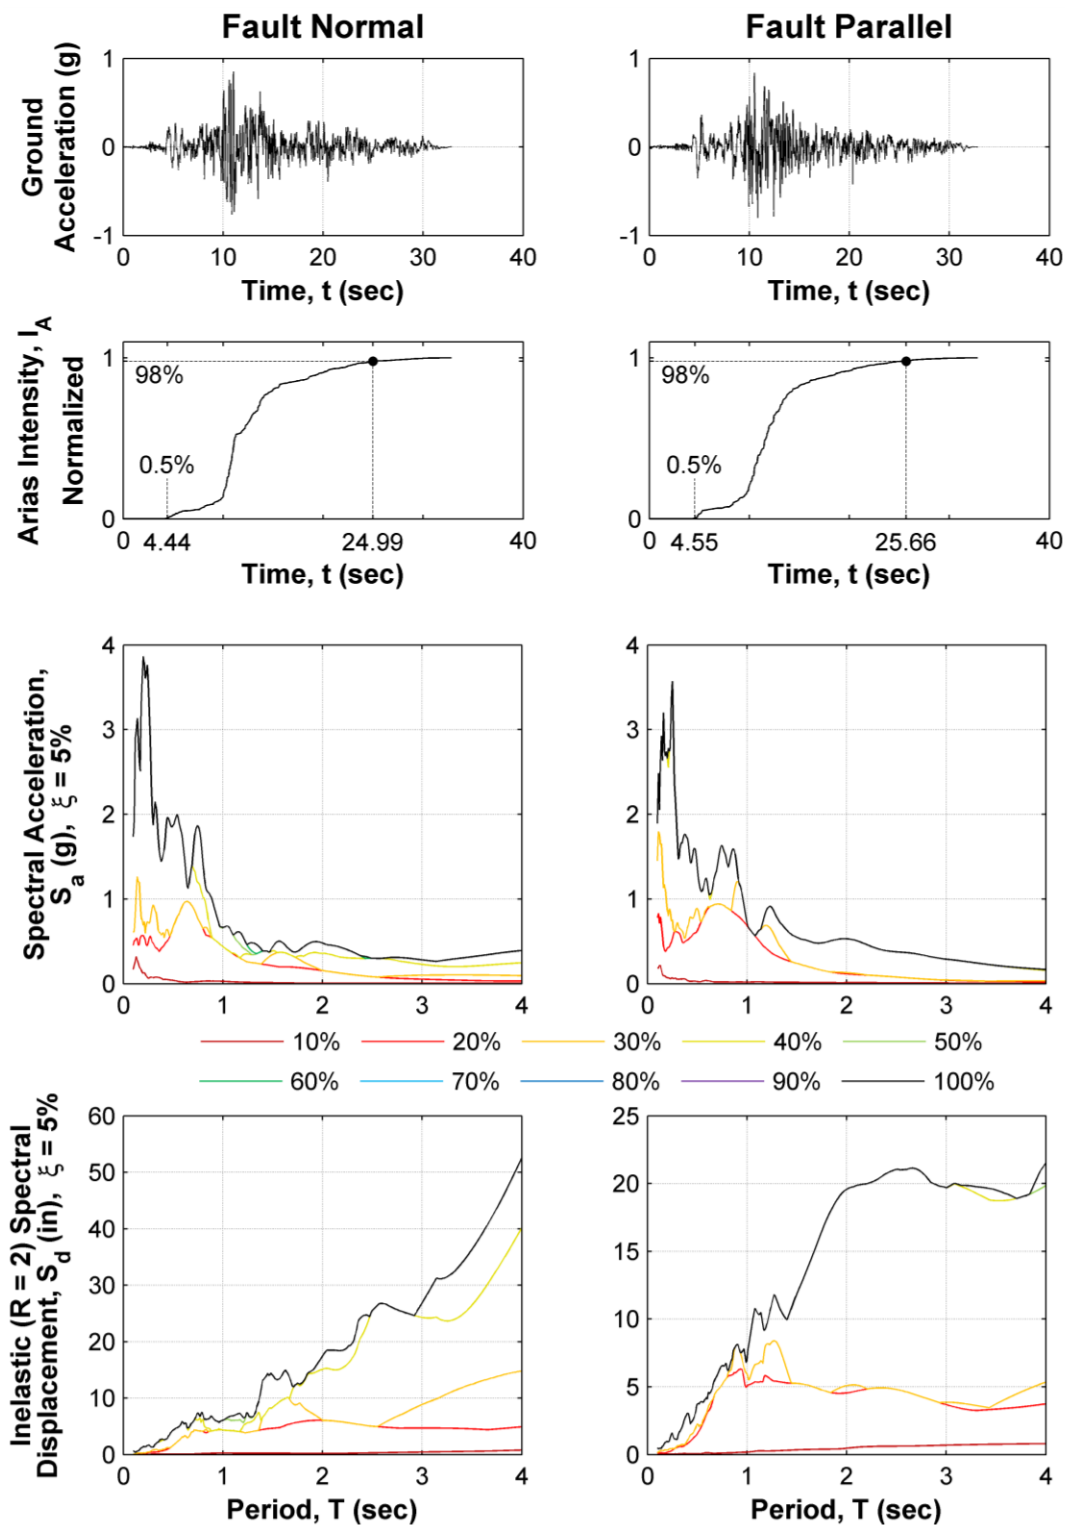 Fault Normal
Fault Parallel
Ground
Acceleration (g)
1
0
-1
0 10 20 30 40
Time, t (sec)
1
0
-1
0 10 20 30 40
Time, t (sec)
Arias Intensity, I_A
Normalized
1
98%
0.5%
0
0 4.44 24.99 40
Time, t (sec)
1
98%
0.5%
0
0 4.55 25.66 40
Time, t (sec)
Spectral Acceleration,
S_a (g), ξ = 5%
4
3
2
1
0
0 1 2 3 4
4
3
2
1
0
0 1 2 3 4
10% 20% 30% 40% 50%
60% 70% 80% 90% 100%
Inelastic (R = 2) Spectral
Displacement, S_d (in), ξ = 5%
60
50
40
30
20
10
0
0 1 2 3 4
Period, T (sec)
25
20
15
10
5
0
0 1 2 3 4
Period, T (sec)